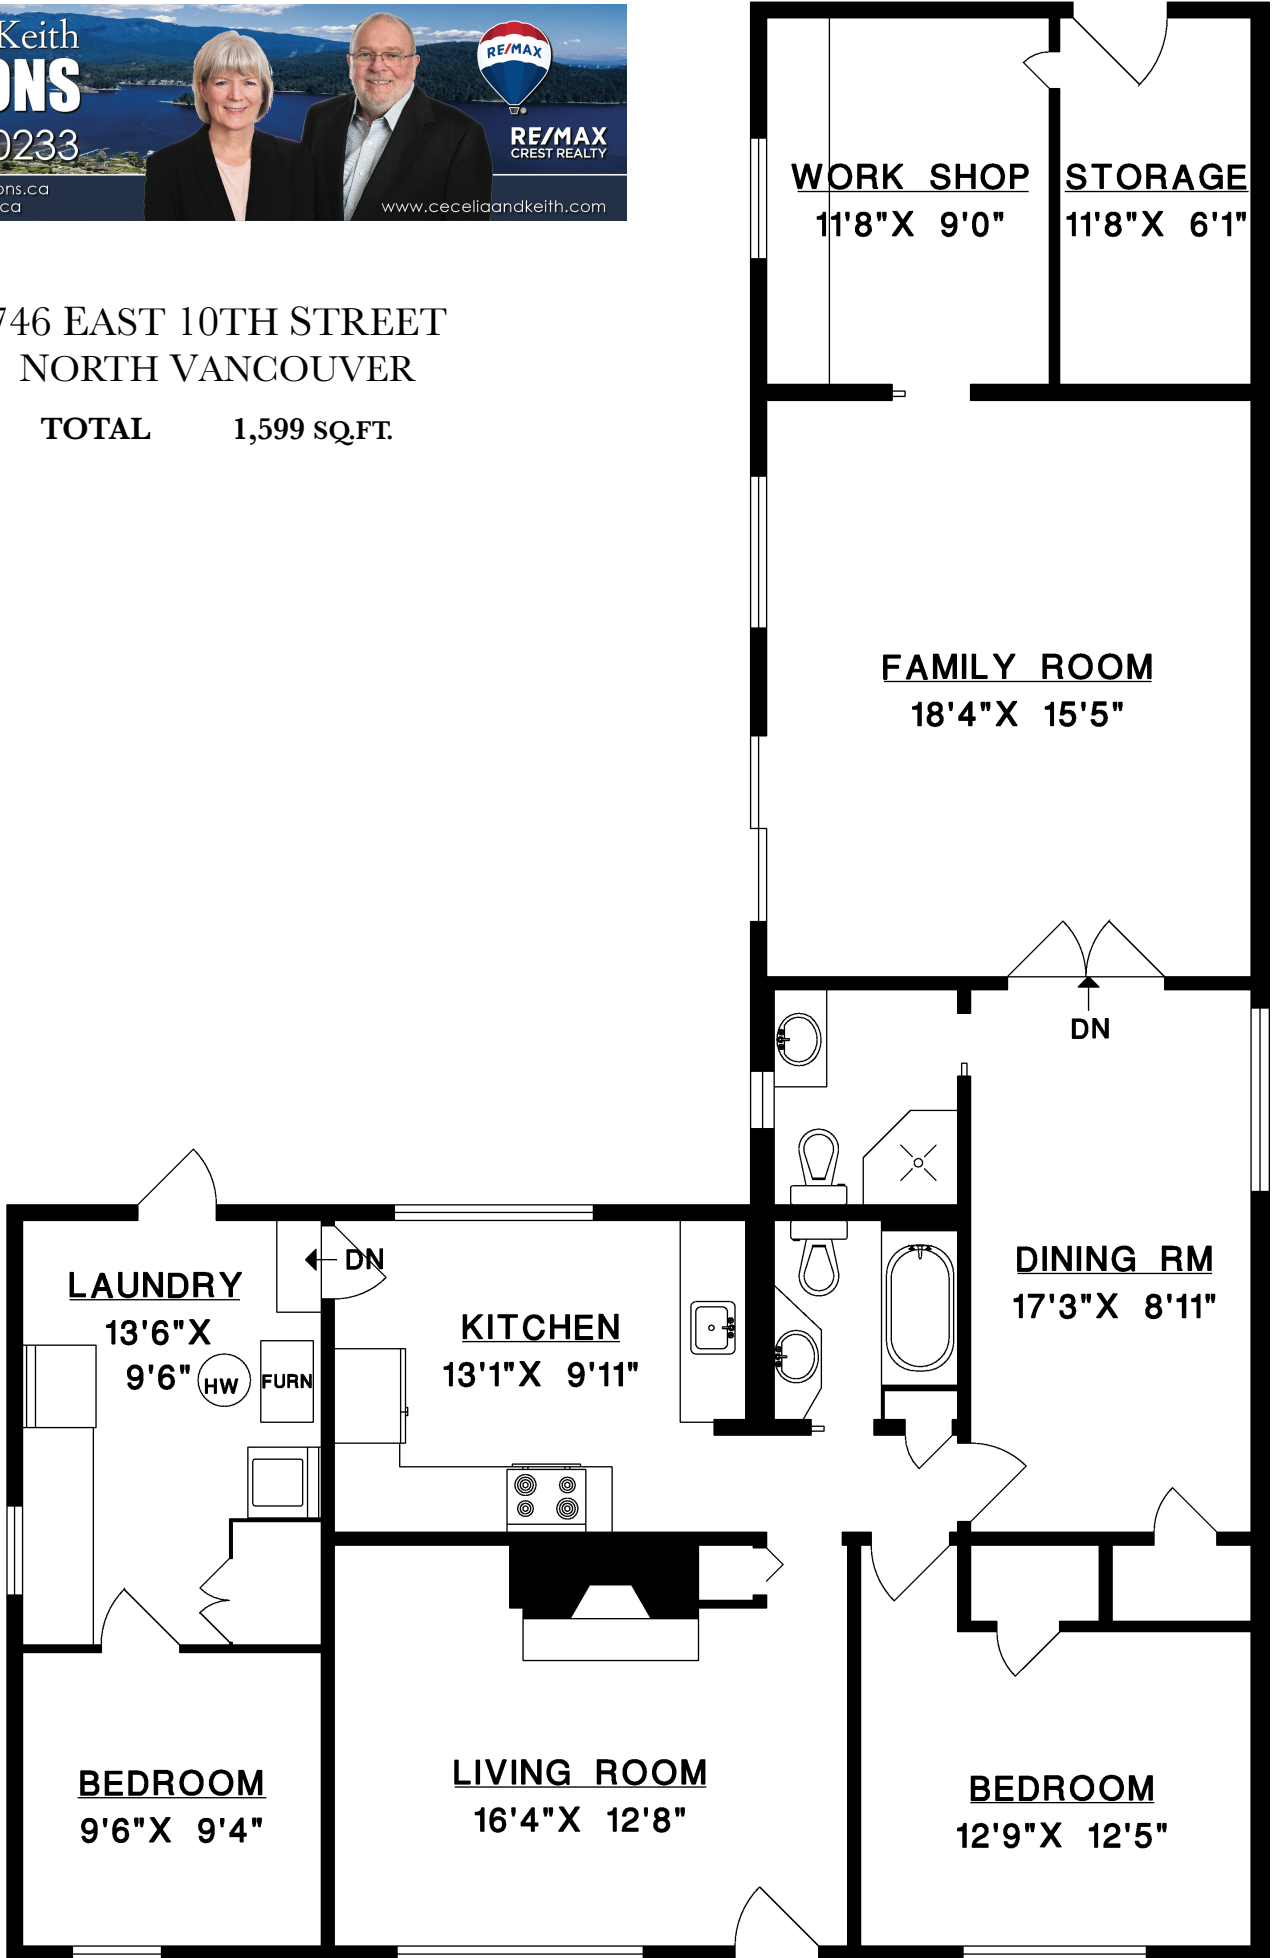 Keith
ONS
0233
ons.ca
ca
www.ceceliaandkeith.com
RE/MAX
RE/MAX
CREST REALTY
746 EAST 10TH STREET
NORTH VANCOUVER
TOTAL 1,599 SQ.FT.
WORK SHOP
11'8"X 9'0"
STORAGE
11'8"X 6'1"
FAMILY ROOM
18'4"X 15'5"
DN
DN
LAUNDRY
13'6"X
9'6"
HW
FURN
KITCHEN
13'1"X 9'11"
DINING RM
17'3"X 8'11"
BEDROOM
9'6"X 9'4"
LIVING ROOM
16'4"X 12'8"
BEDROOM
12'9"X 12'5"